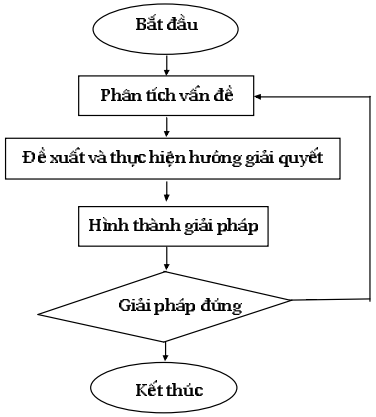 Bắt đầu
Phân tích vấn đề
Đề xuất và thực hiện hướng giải quyết
Hình thành giải pháp
Giải pháp đúng
Kết thúc